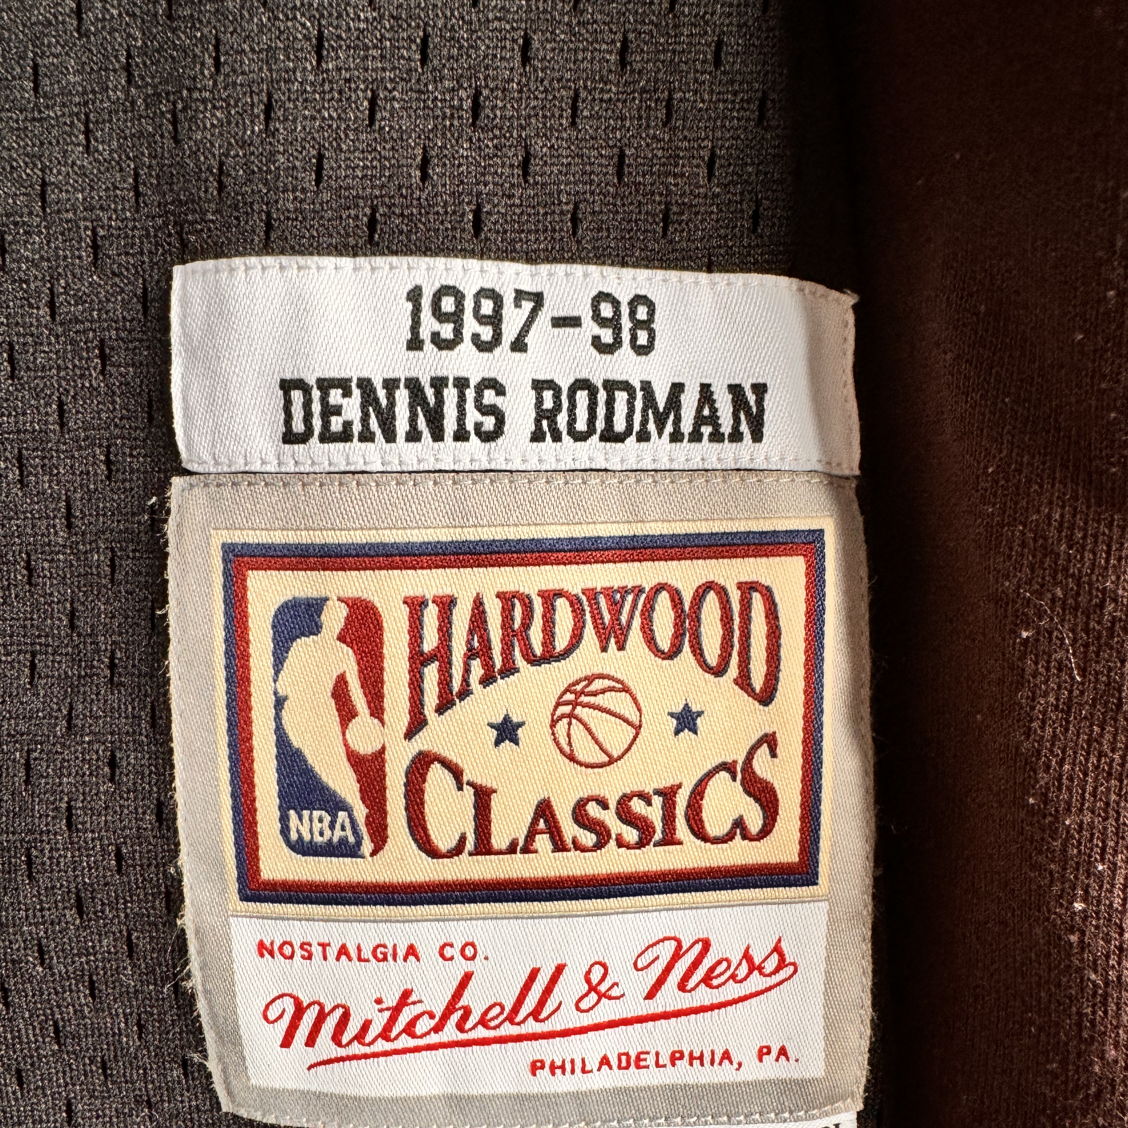 1997-98
DENNIS RODMAN
HARDWOOD
CLASSICS
NBA
NOSTALGIA CO.
Mitchell & Ness
PHILADELPHIA, PA.